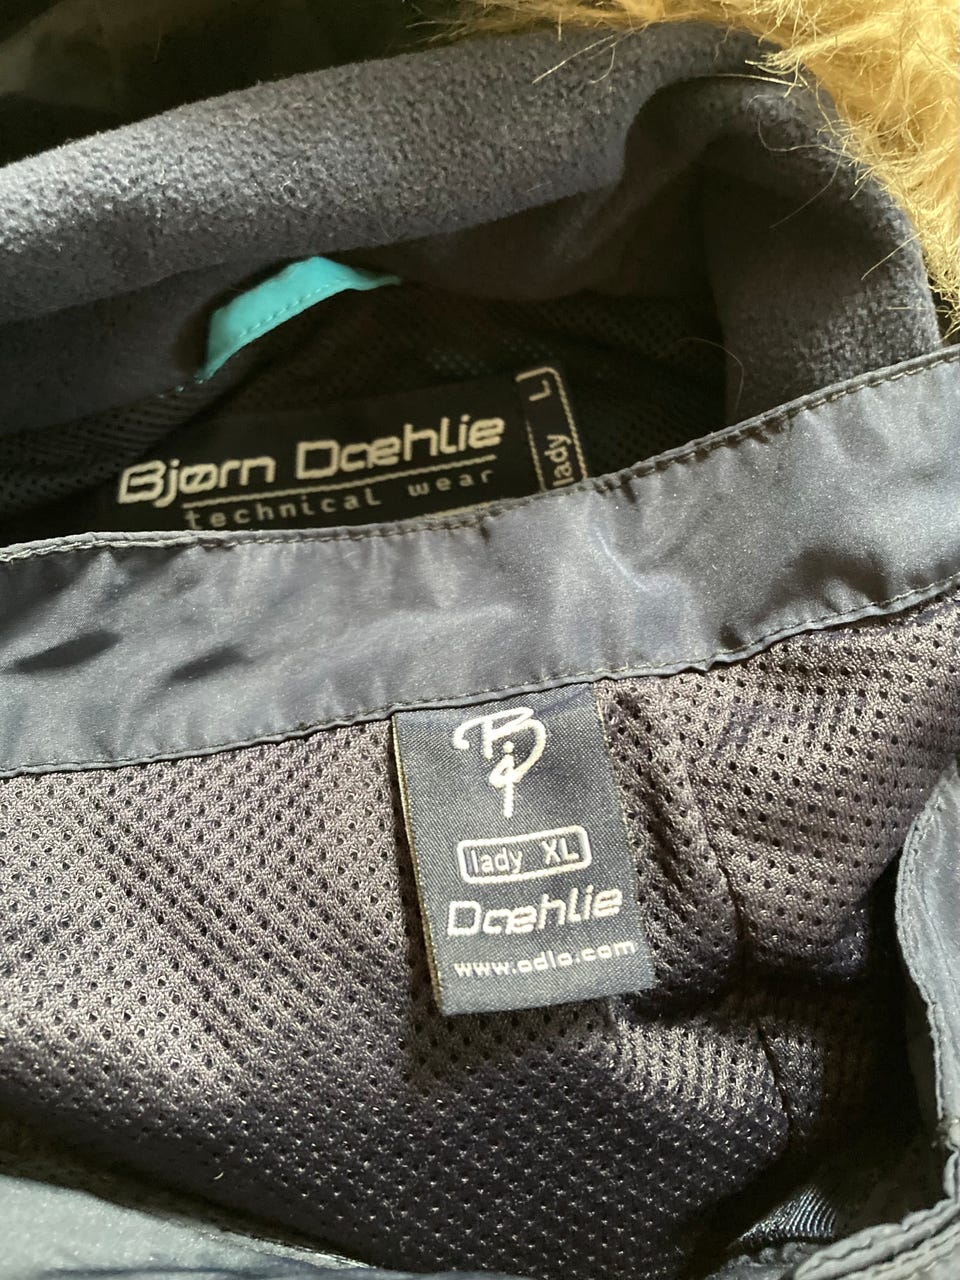 Bjørn Dæhlie
technical wear
lady L
lady XL
Dæhlie
www.odlo.com